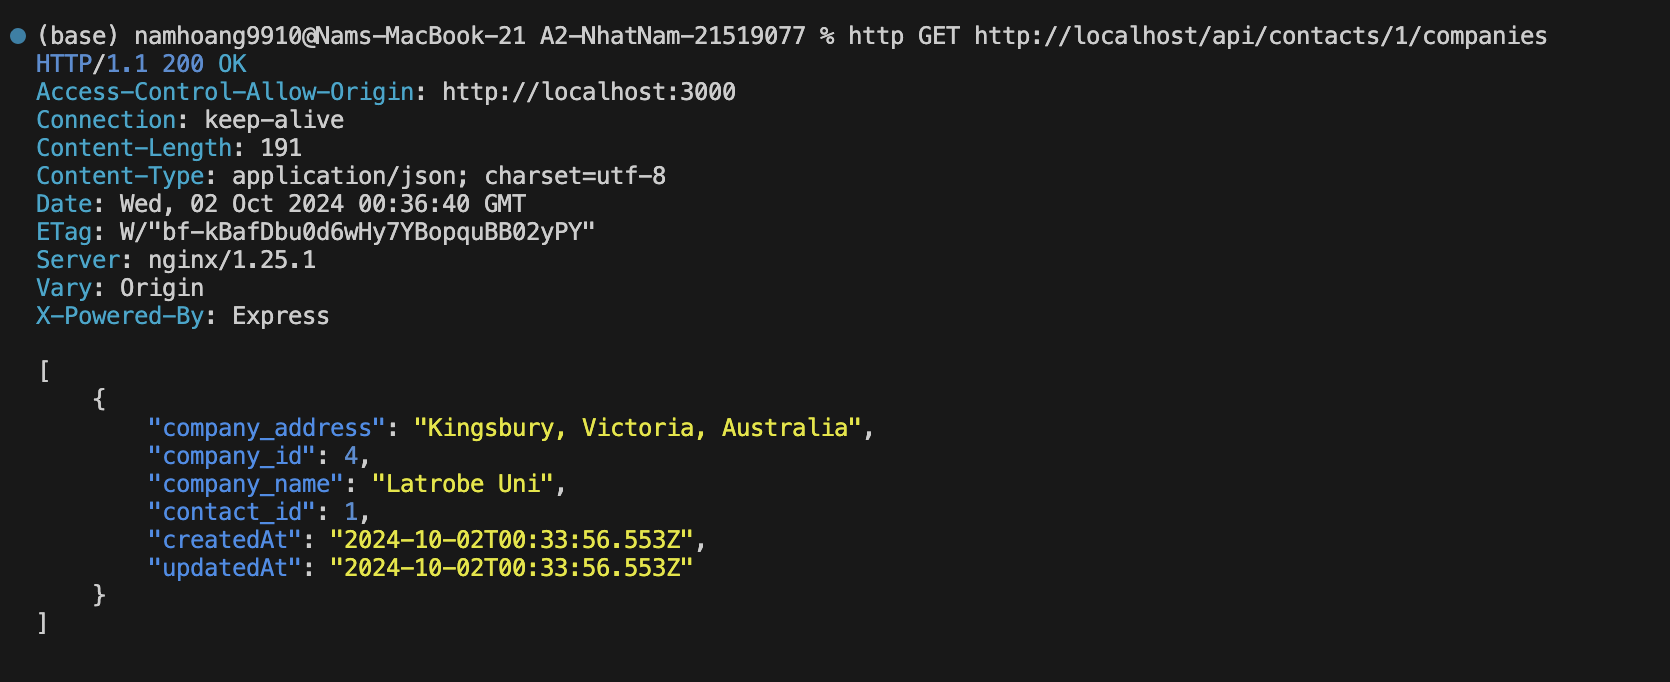 (base) namhoang9910@Nams-MacBook-21 A2-NhatNam-21519077 % http GET http://localhost/api/contacts/1/companies
HTTP/1.1 200 OK
Access-Control-Allow-Origin: http://localhost:3000
Connection: keep-alive
Content-Length: 191
Content-Type: application/json; charset=utf-8
Date: Wed, 02 Oct 2024 00:36:40 GMT
ETag: W/"bf-kBafDbu0d6wHy7YBopquBB02yPY"
Server: nginx/1.25.1
Vary: Origin
X-Powered-By: Express

[
    {
        "company_address": "Kingsbury, Victoria, Australia",
        "company_id": 4,
        "company_name": "Latrobe Uni",
        "contact_id": 1,
        "createdAt": "2024-10-02T00:33:56.553Z",
        "updatedAt": "2024-10-02T00:33:56.553Z"
    }
]